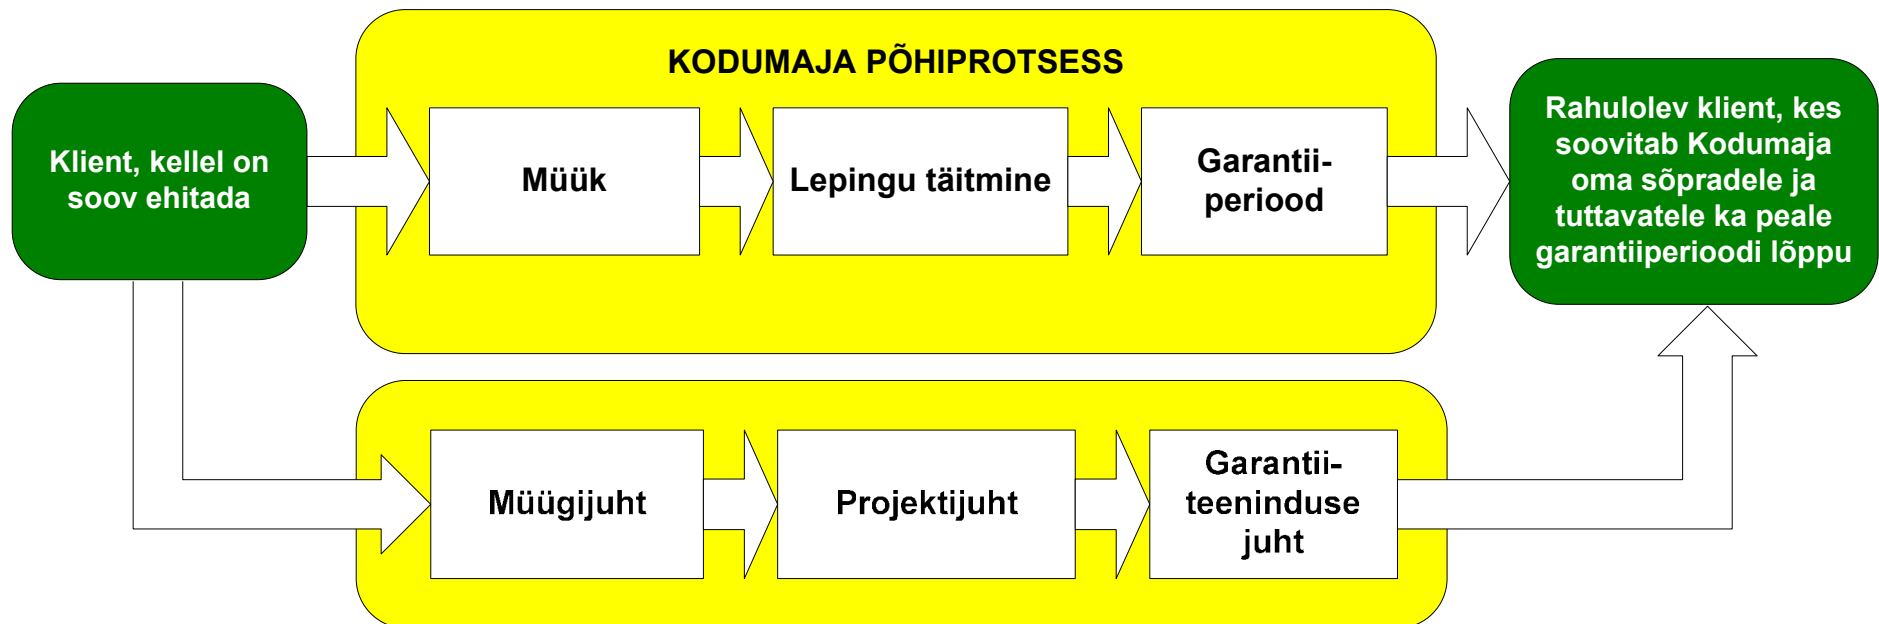 KODUMAJA PÕHIPROTSESS
Klient, kellel on
soov ehitada
Müük
Lepingu täitmine
Garantii-
periood
Rahulolev klient, kes
soovitab Kodumaja
oma sõpradele ja
tuttavatele ka peale
garantiiperioodi lõppu
Müügijuht
Projektijuht
Garantii-
teeninduse
juht